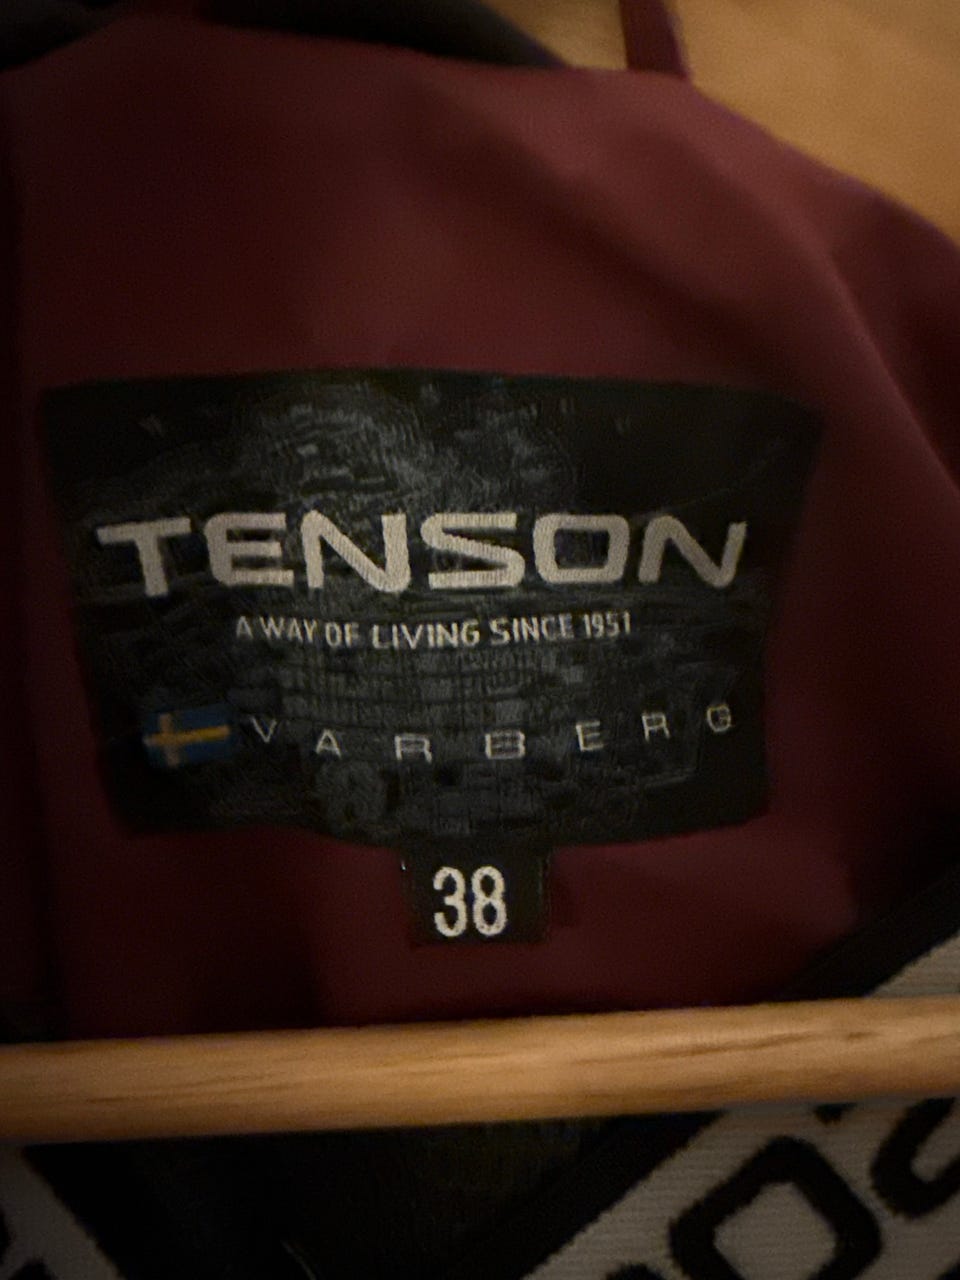 TENSON
A WAY OF LIVING SINCE 1951
VARBERG
38